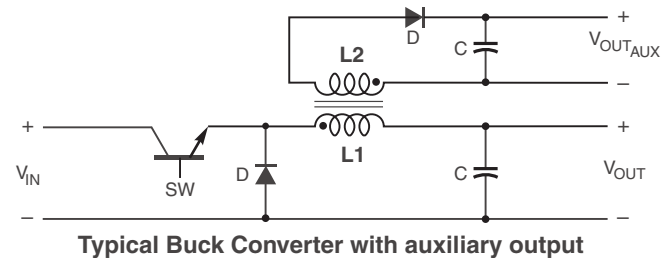 D
C
+
V_OUT_AUX
−
L2
L1
+
V_IN
−
SW
D
C
+
V_OUT
−
Typical Buck Converter with auxiliary output